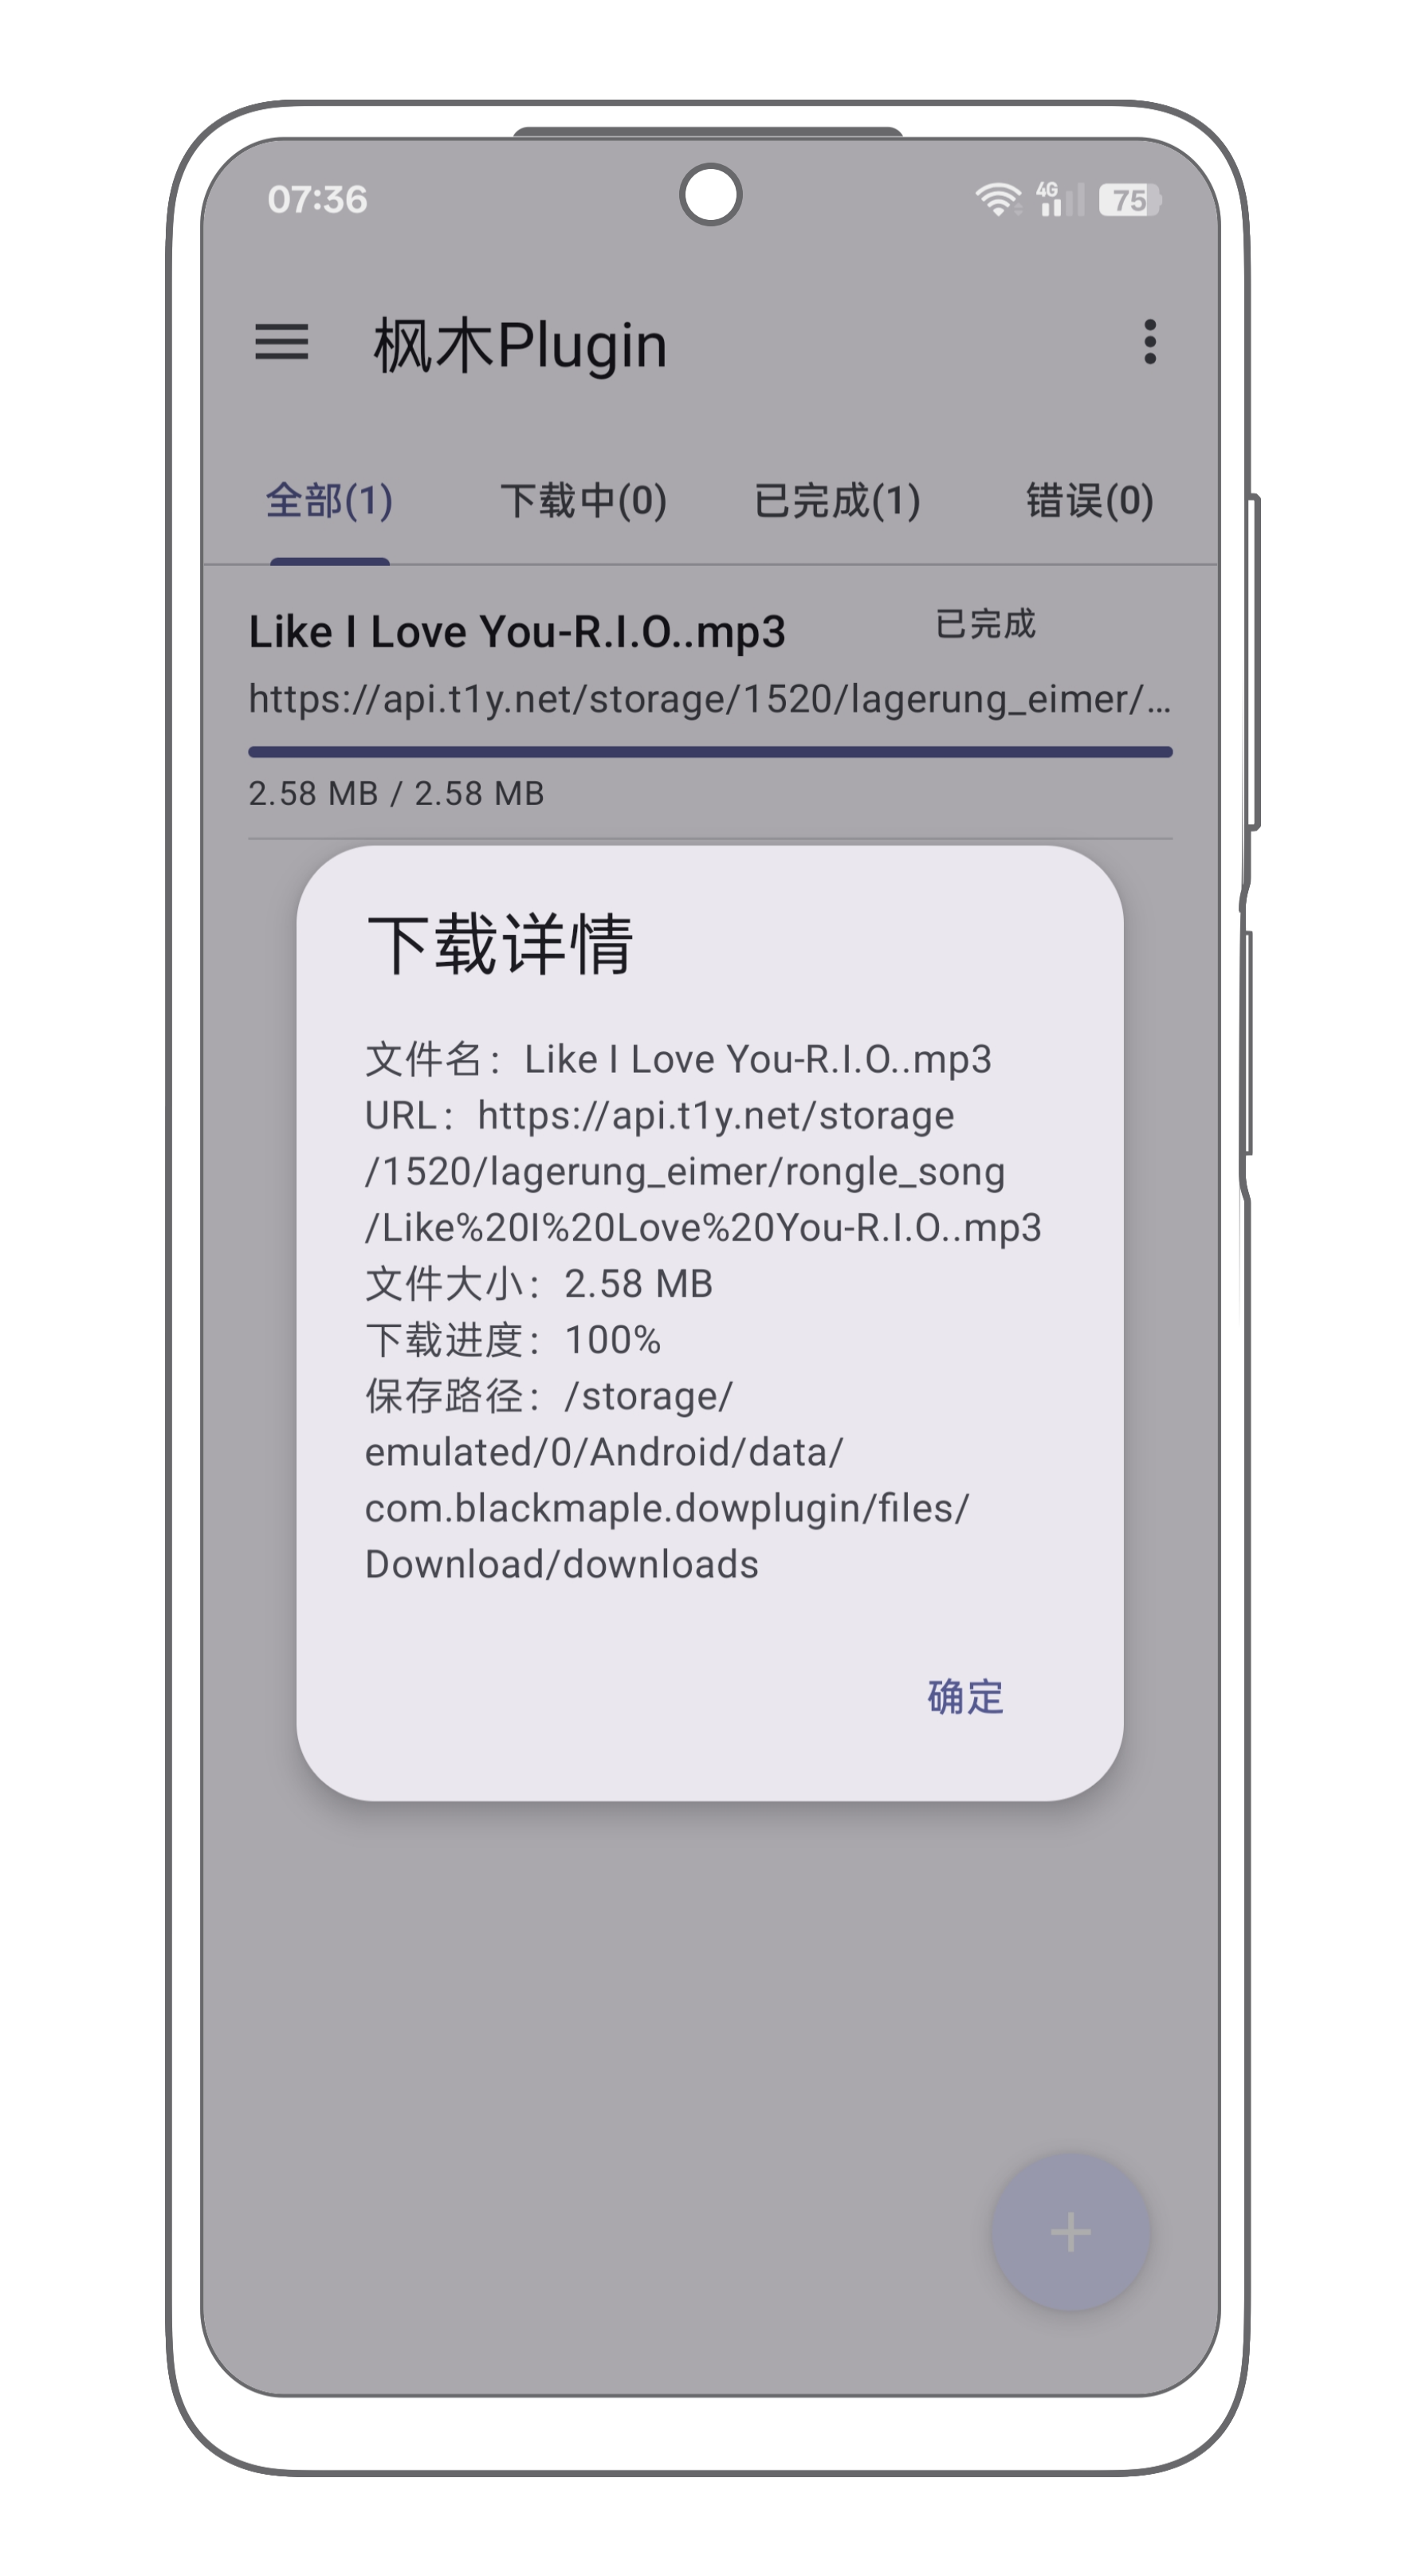 07:36
4G
75
枫木Plugin
全部(1)
下载中(0)
已完成(1)
错误(0)
Like I Love You-R.I.O..mp3
已完成
https://api.t1y.net/storage/1520/lagerung_eimer/...
2.58 MB / 2.58 MB
下载详情
文件名：Like I Love You-R.I.O..mp3
URL：https://api.t1y.net/storage
/1520/lagerung_eimer/rongle_song
/Like%20I%20Love%20You-R.I.O..mp3
文件大小：2.58 MB
下载进度：100%
保存路径：/storage/
emulated/0/Android/data/
com.blackmaple.dowplugin/files/
Download/downloads
确定